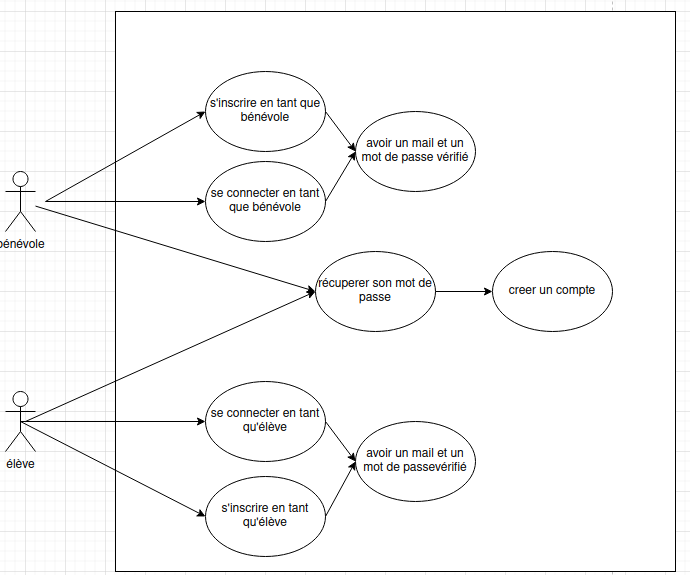 s'inscrire en tant que
bénévole
avoir un mail et un
mot de passe vérifié
se connecter en tant
que bénévole
bénévole
récuperer son mot de
passe
creer un compte
se connecter en tant
qu'élève
avoir un mail et un
mot de passevérifié
élève
s'inscrire en tant
qu'élève